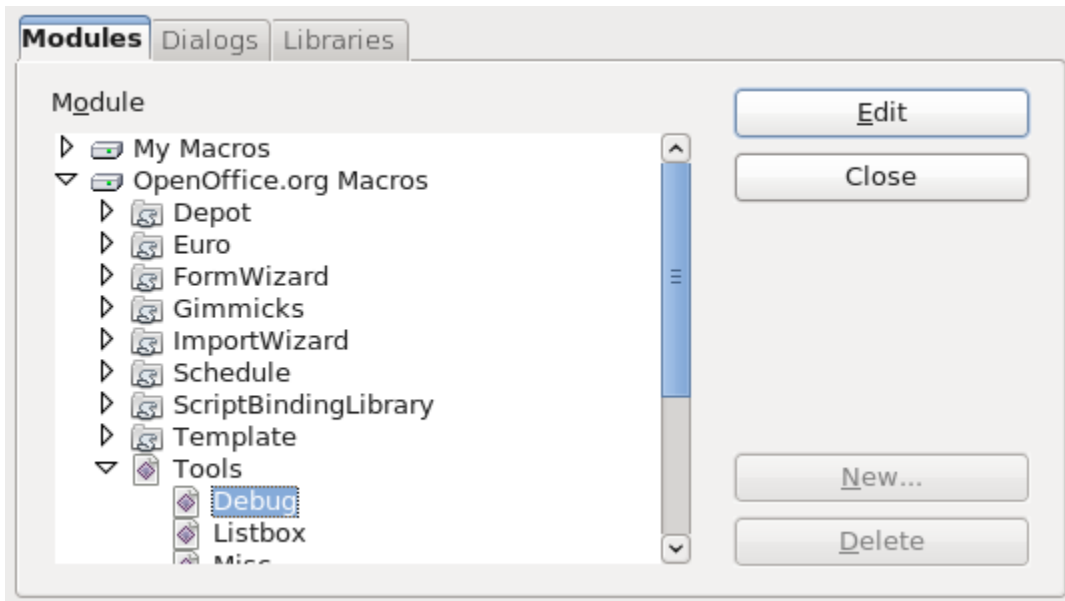 Modules Dialogs Libraries
Module
Edit
My Macros
Close
OpenOffice.org Macros
Depot
Euro
FormWizard
Gimmicks
ImportWizard
Schedule
ScriptBindingLibrary
Template
Tools
New...
Debug
Listbox
Delete
Misc